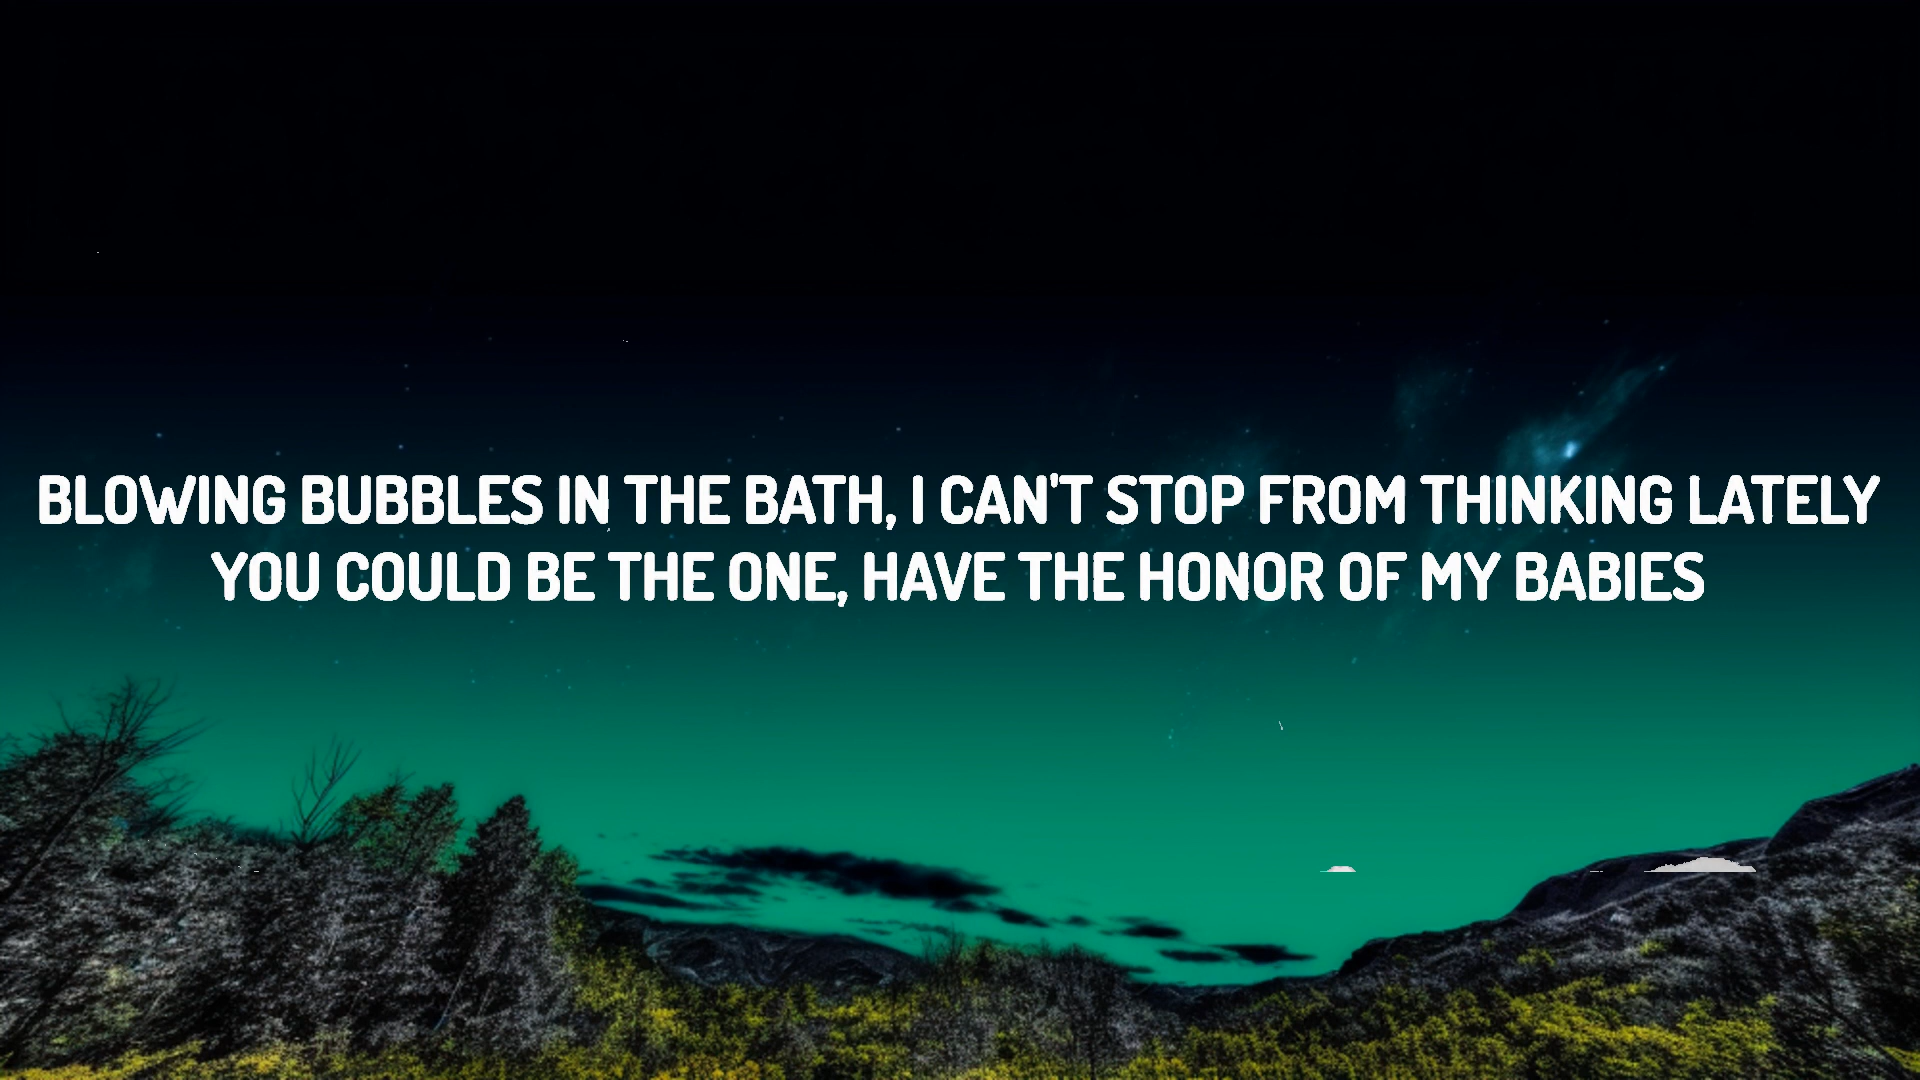 BLOWING BUBBLES IN THE BATH, I CAN'T STOP FROM THINKING LATELY
YOU COULD BE THE ONE, HAVE THE HONOR OF MY BABIES